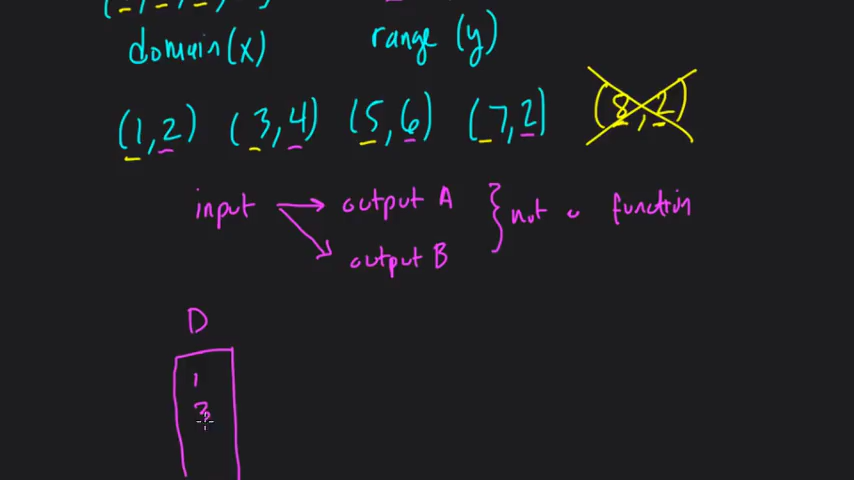 domain(x) range (y)
(1,2) (3,4) (5,6) (7,2) (8,2)
input → output A } not a function
output B
D
1
3